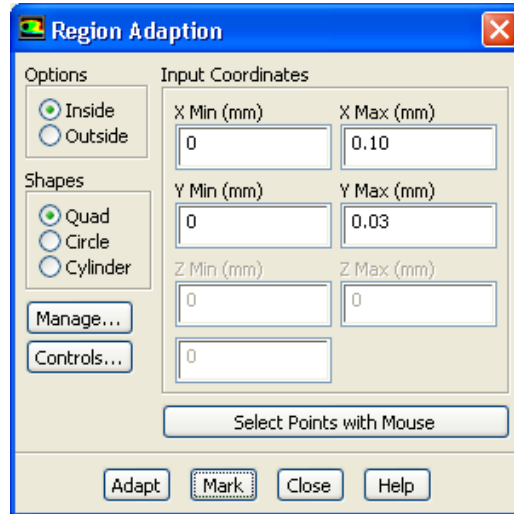 Region Adaption
Options
Inside
Outside
Shapes
Quad
Circle
Cylinder
Manage...
Controls...
Input Coordinates
X Min (mm) X Max (mm)
0 0.10
Y Min (mm) Y Max (mm)
0 0.03
Z Min (mm) Z Max (mm)
0 0
0
Select Points with Mouse
Adapt Mark Close Help